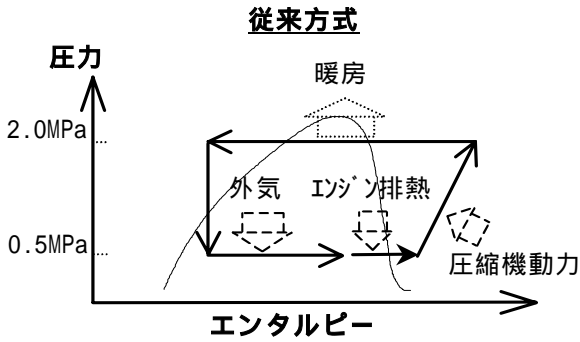 従来方式
圧力
暖房
2.0MPa
外気
ｴﾝｼﾞﾝ排熱
0.5MPa
圧縮機動力
エンタルピー